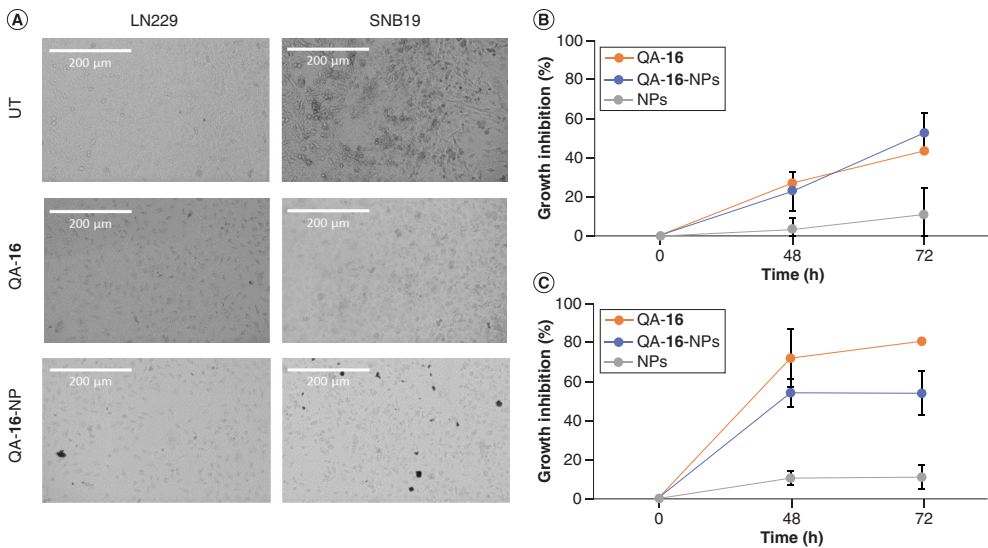 A
LN229
SNB19
UT
200 µm
200 µm
QA-16
200 µm
200 µm
QA-16-NP
200 µm
200 µm
B
Growth inhibition (%)
100
80
60
40
20
0
QA-16
QA-16-NPs
NPs
0
48
72
Time (h)
C
Growth inhibition (%)
100
80
60
40
20
0
QA-16
QA-16-NPs
NPs
0
48
72
Time (h)